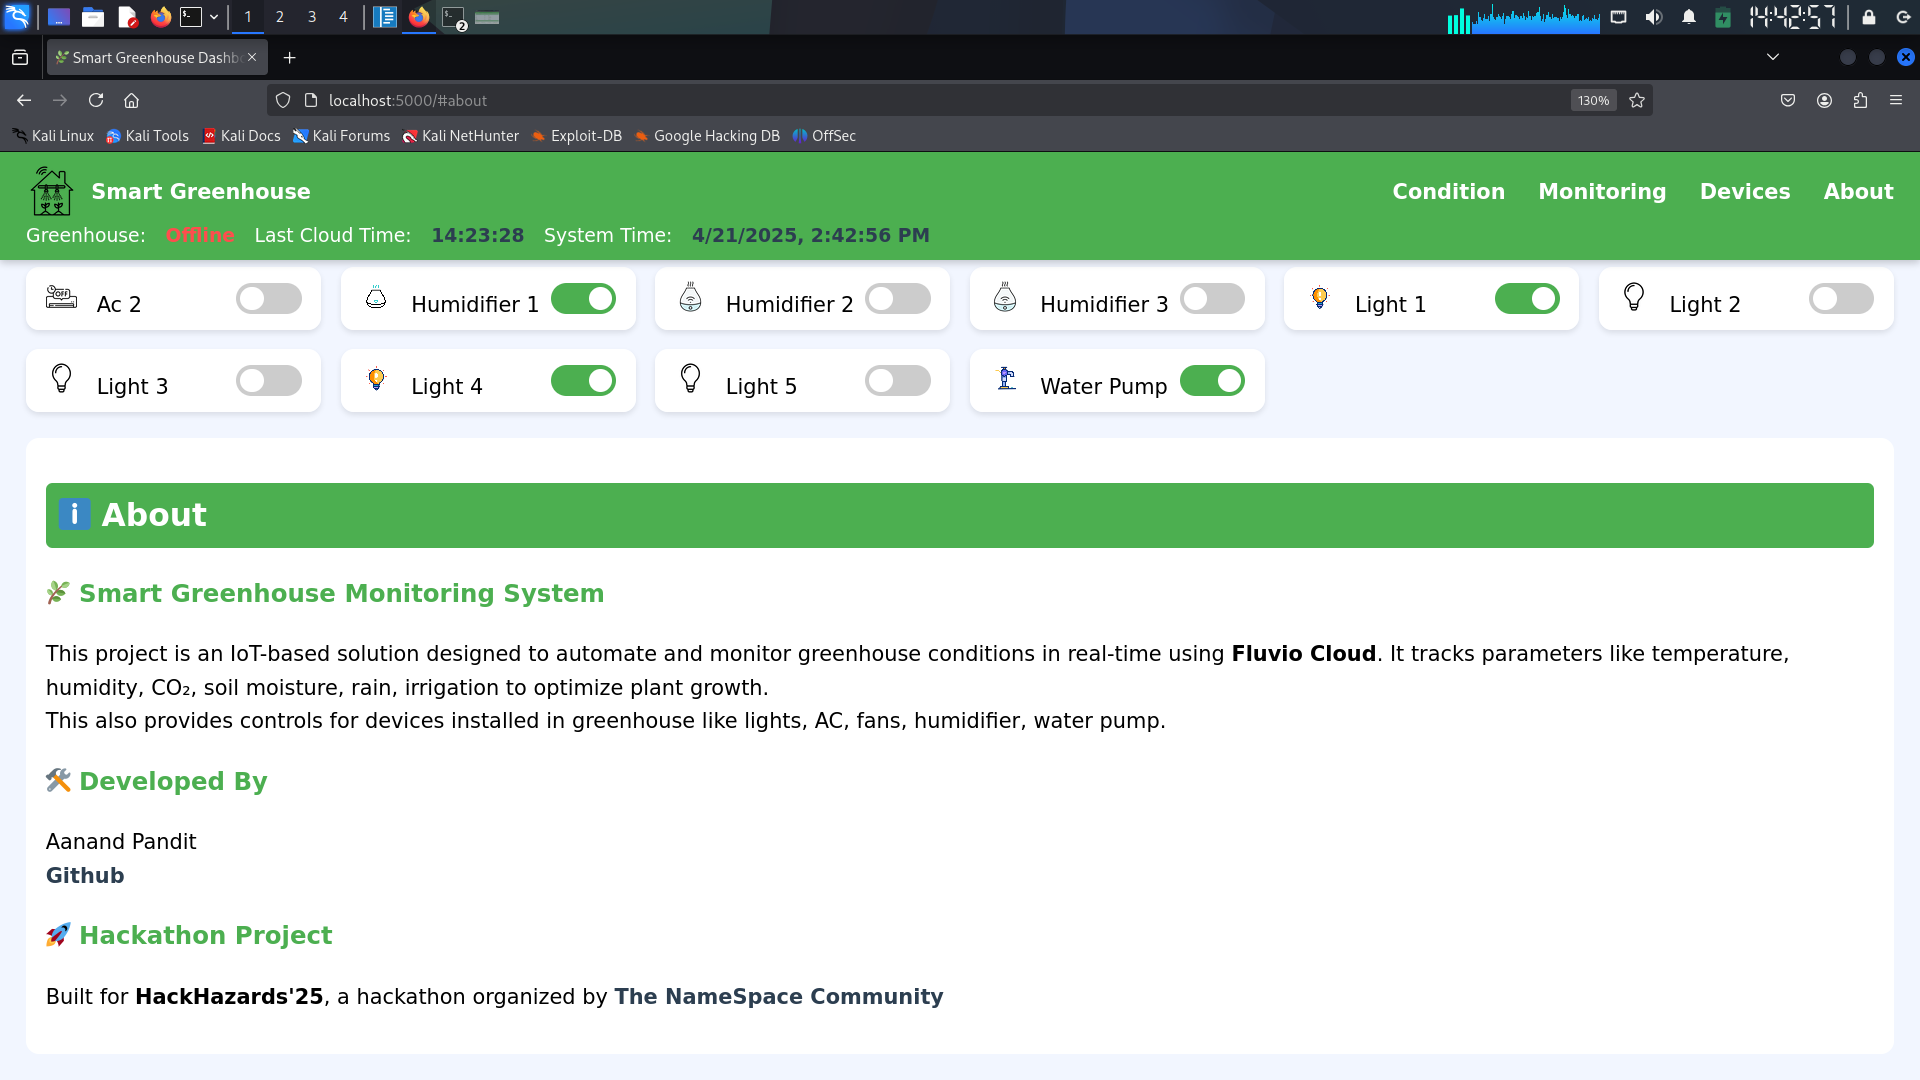 1 2 3 4
2
14:42:57
Smart Greenhouse Dashb
localhost:5000/#about
130%
Kali Linux Kali Tools Kali Docs Kali Forums Kali NetHunter Exploit-DB Google Hacking DB OffSec
Smart Greenhouse
Condition Monitoring Devices About
Greenhouse: Offline Last Cloud Time: 14:23:28 System Time: 4/21/2025, 2:42:56 PM
OFF Ac 2 Humidifier 1 Humidifier 2 Humidifier 3 Light 1 Light 2
Light 3 Light 4 Light 5 Water Pump
ℹ️ About
🌿 Smart Greenhouse Monitoring System
This project is an IoT-based solution designed to automate and monitor greenhouse conditions in real-time using Fluvio Cloud. It tracks parameters like temperature,
humidity, CO₂, soil moisture, rain, irrigation to optimize plant growth.
This also provides controls for devices installed in greenhouse like lights, AC, fans, humidifier, water pump.
🛠️ Developed By
Aanand Pandit
Github
🚀 Hackathon Project
Built for HackHazards'25, a hackathon organized by The NameSpace Community